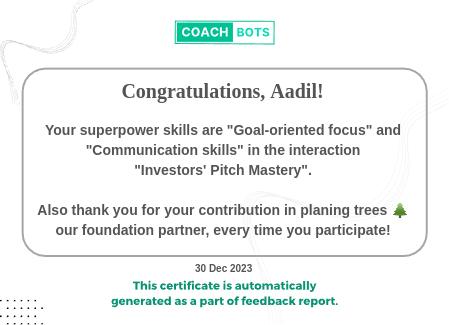 COACH BOTS
Congratulations, Aadil!
Your superpower skills are "Goal-oriented focus" and
"Communication skills" in the interaction
"Investors' Pitch Mastery".
Also thank you for your contribution in planing trees 🌲
our foundation partner, every time you participate!
30 Dec 2023
This certificate is automatically
generated as a part of feedback report.